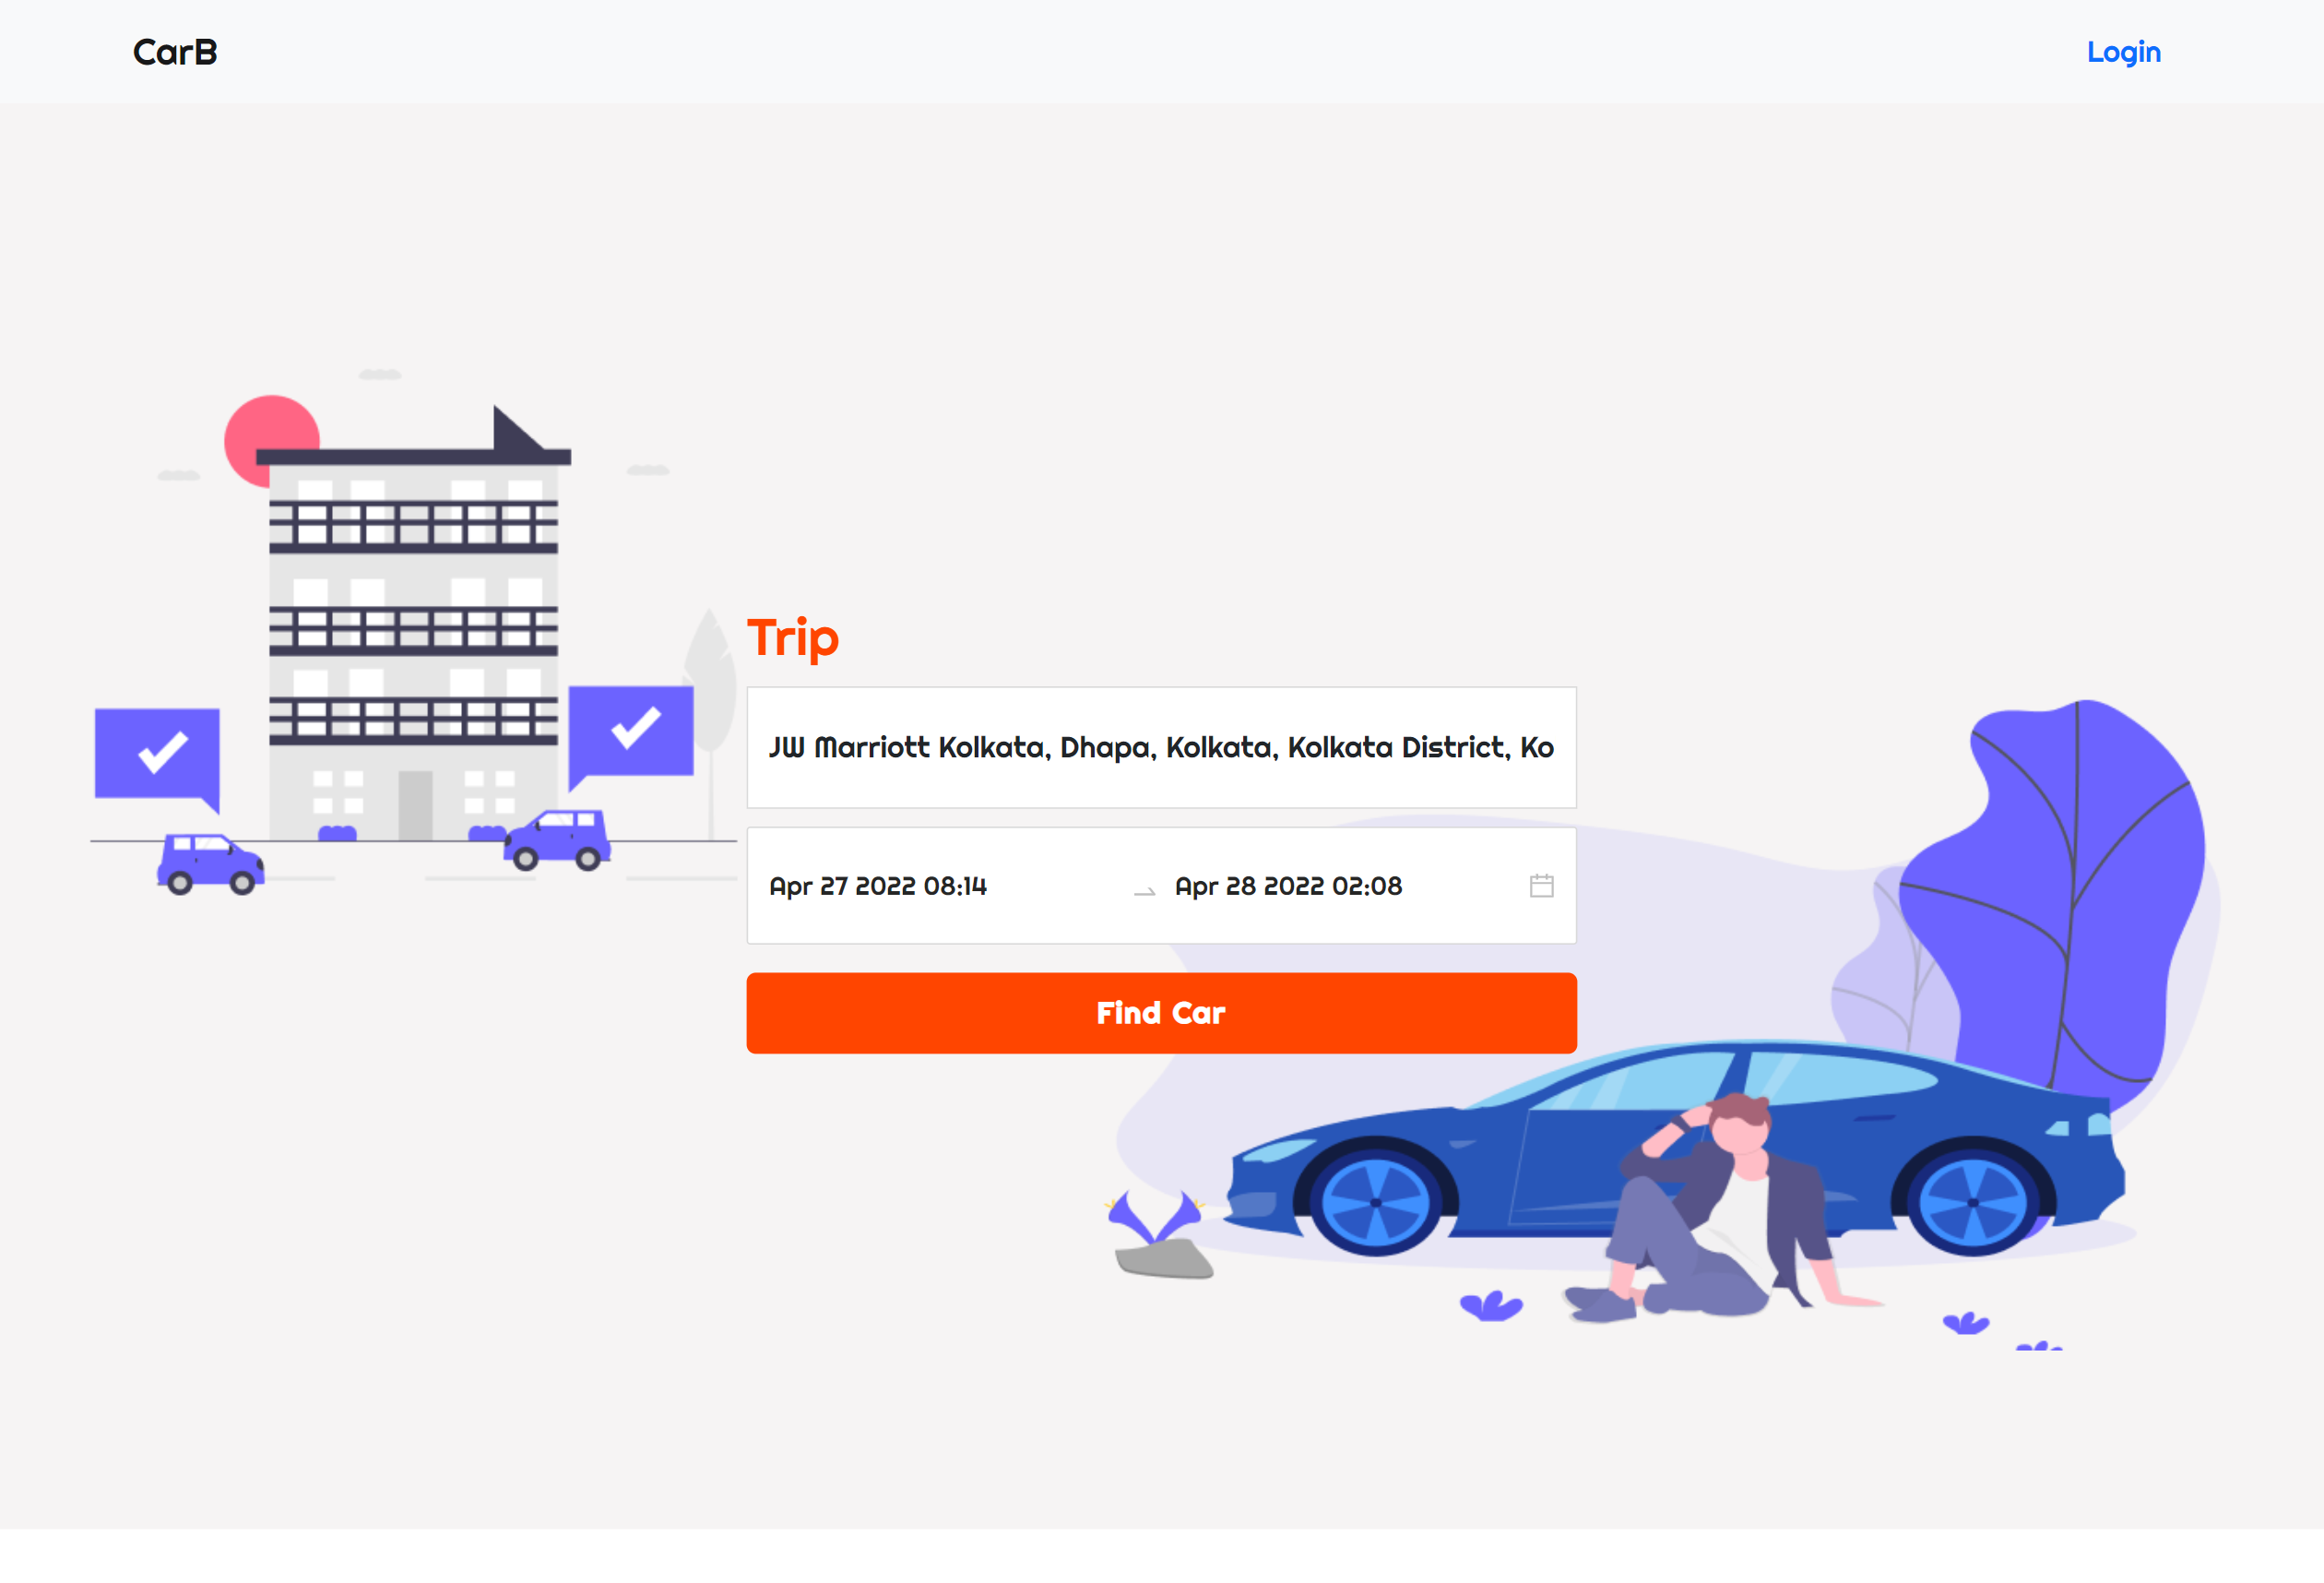 CarB
Login
Trip
JW Marriott Kolkata, Dhapa, Kolkata, Kolkata District, Ko
Apr 27 2022 08:14
Apr 28 2022 02:08
Find Car